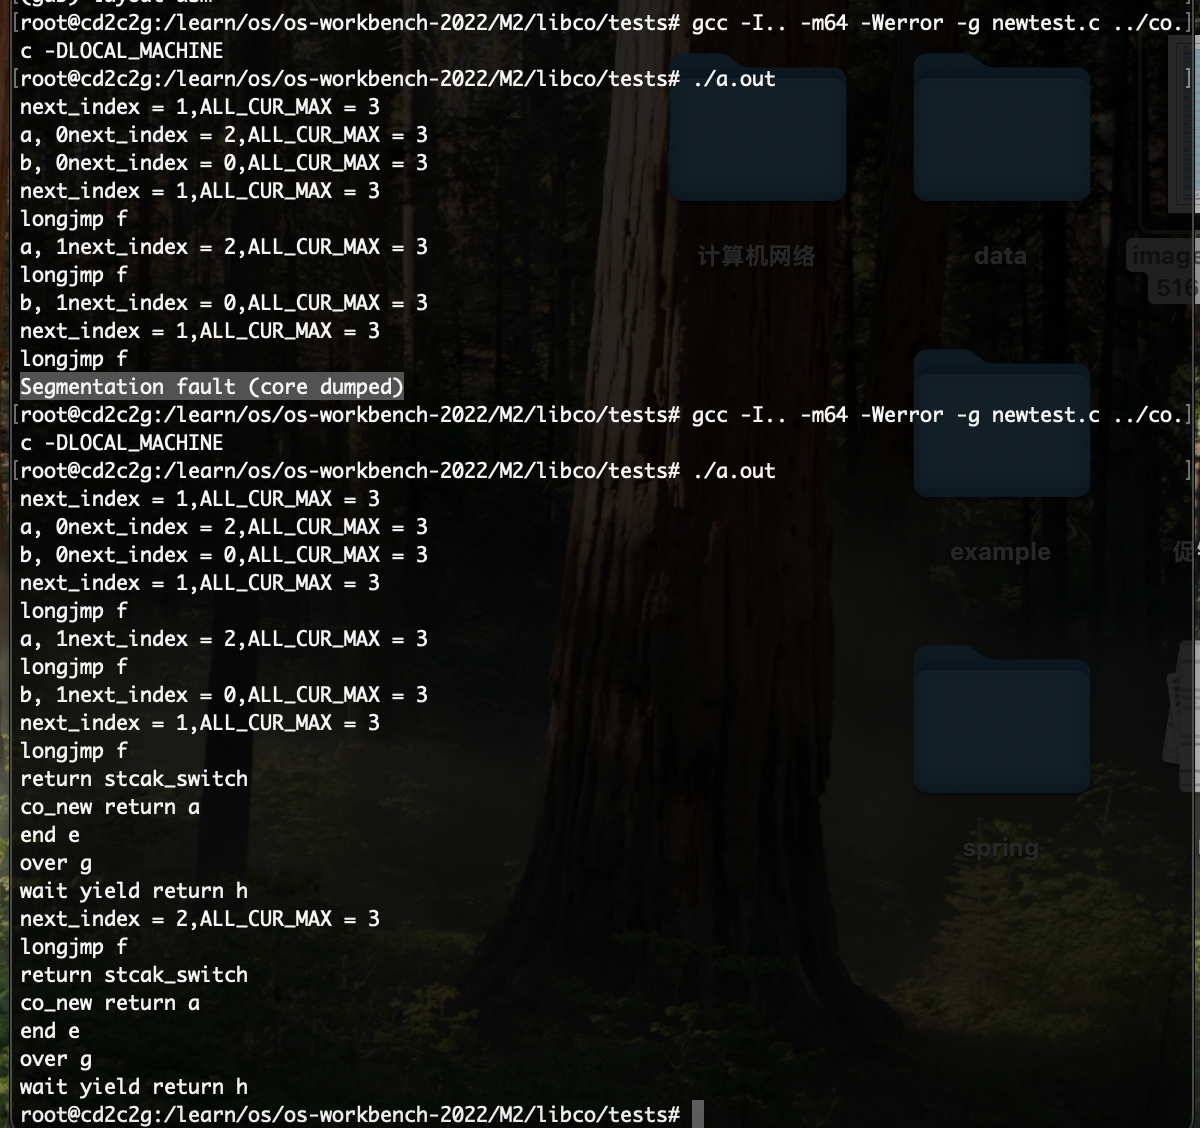 [root@cd2c2g:/learn/os/os-workbench-2022/M2/libco/tests# gcc -I.. -m64 -Werror -g newtest.c ../co.]
c -DLOCAL_MACHINE
[root@cd2c2g:/learn/os/os-workbench-2022/M2/libco/tests# ./a.out ]
next_index = 1,ALL_CUR_MAX = 3
a, 0next_index = 2,ALL_CUR_MAX = 3
b, 0next_index = 0,ALL_CUR_MAX = 3
next_index = 1,ALL_CUR_MAX = 3
longjmp f
a, 1next_index = 2,ALL_CUR_MAX = 3
longjmp f
b, 1next_index = 0,ALL_CUR_MAX = 3
next_index = 1,ALL_CUR_MAX = 3
longjmp f
Segmentation fault (core dumped)
[root@cd2c2g:/learn/os/os-workbench-2022/M2/libco/tests# gcc -I.. -m64 -Werror -g newtest.c ../co.]
c -DLOCAL_MACHINE
[root@cd2c2g:/learn/os/os-workbench-2022/M2/libco/tests# ./a.out ]
next_index = 1,ALL_CUR_MAX = 3
a, 0next_index = 2,ALL_CUR_MAX = 3
b, 0next_index = 0,ALL_CUR_MAX = 3
next_index = 1,ALL_CUR_MAX = 3
longjmp f
a, 1next_index = 2,ALL_CUR_MAX = 3
longjmp f
b, 1next_index = 0,ALL_CUR_MAX = 3
next_index = 1,ALL_CUR_MAX = 3
longjmp f
return stcak_switch
co_new return a
end e
over g
wait yield return h
next_index = 2,ALL_CUR_MAX = 3
longjmp f
return stcak_switch
co_new return a
end e
over g
wait yield return h
root@cd2c2g:/learn/os/os-workbench-2022/M2/libco/tests#
计算机网络
data
image
516
example
促
spring